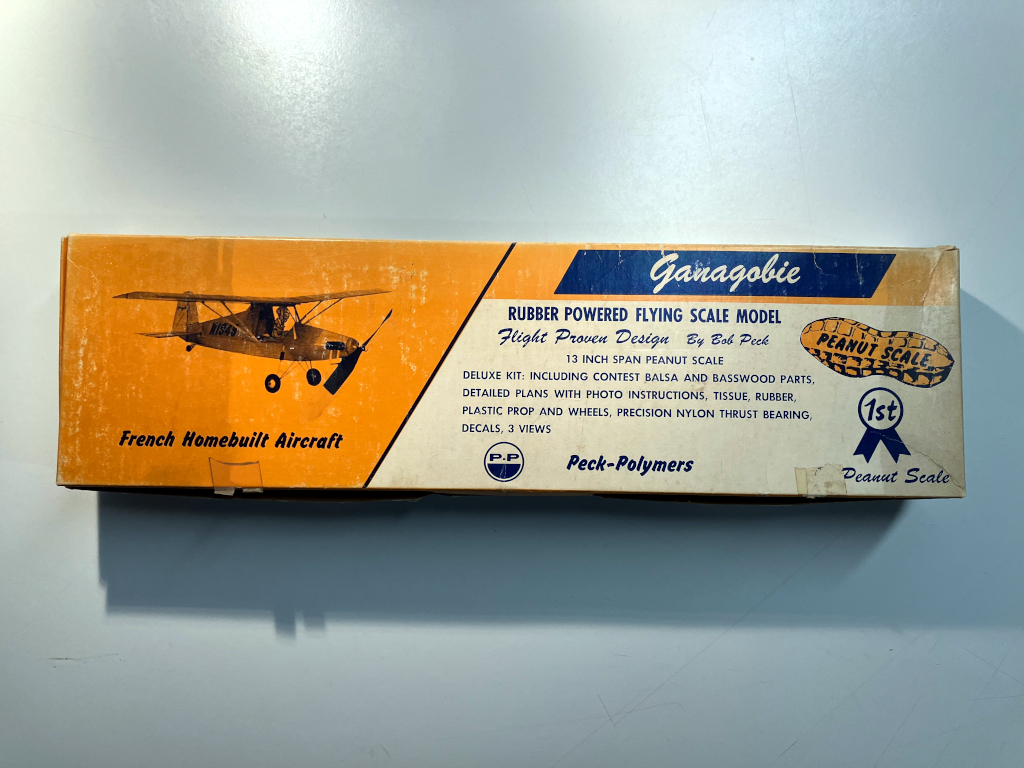 Ganagobie
RUBBER POWERED FLYING SCALE MODEL
Flight Proven Design By Bob Peck
13 INCH SPAN PEANUT SCALE
DELUXE KIT: INCLUDING CONTEST BALSA AND BASSWOOD PARTS,
DETAILED PLANS WITH PHOTO INSTRUCTIONS, TISSUE, RUBBER,
PLASTIC PROP AND WHEELS, PRECISION NYLON THRUST BEARING,
DECALS, 3 VIEWS
P-P
Peck-Polymers
PEANUT SCALE
1st
Peanut Scale
French Homebuilt Aircraft